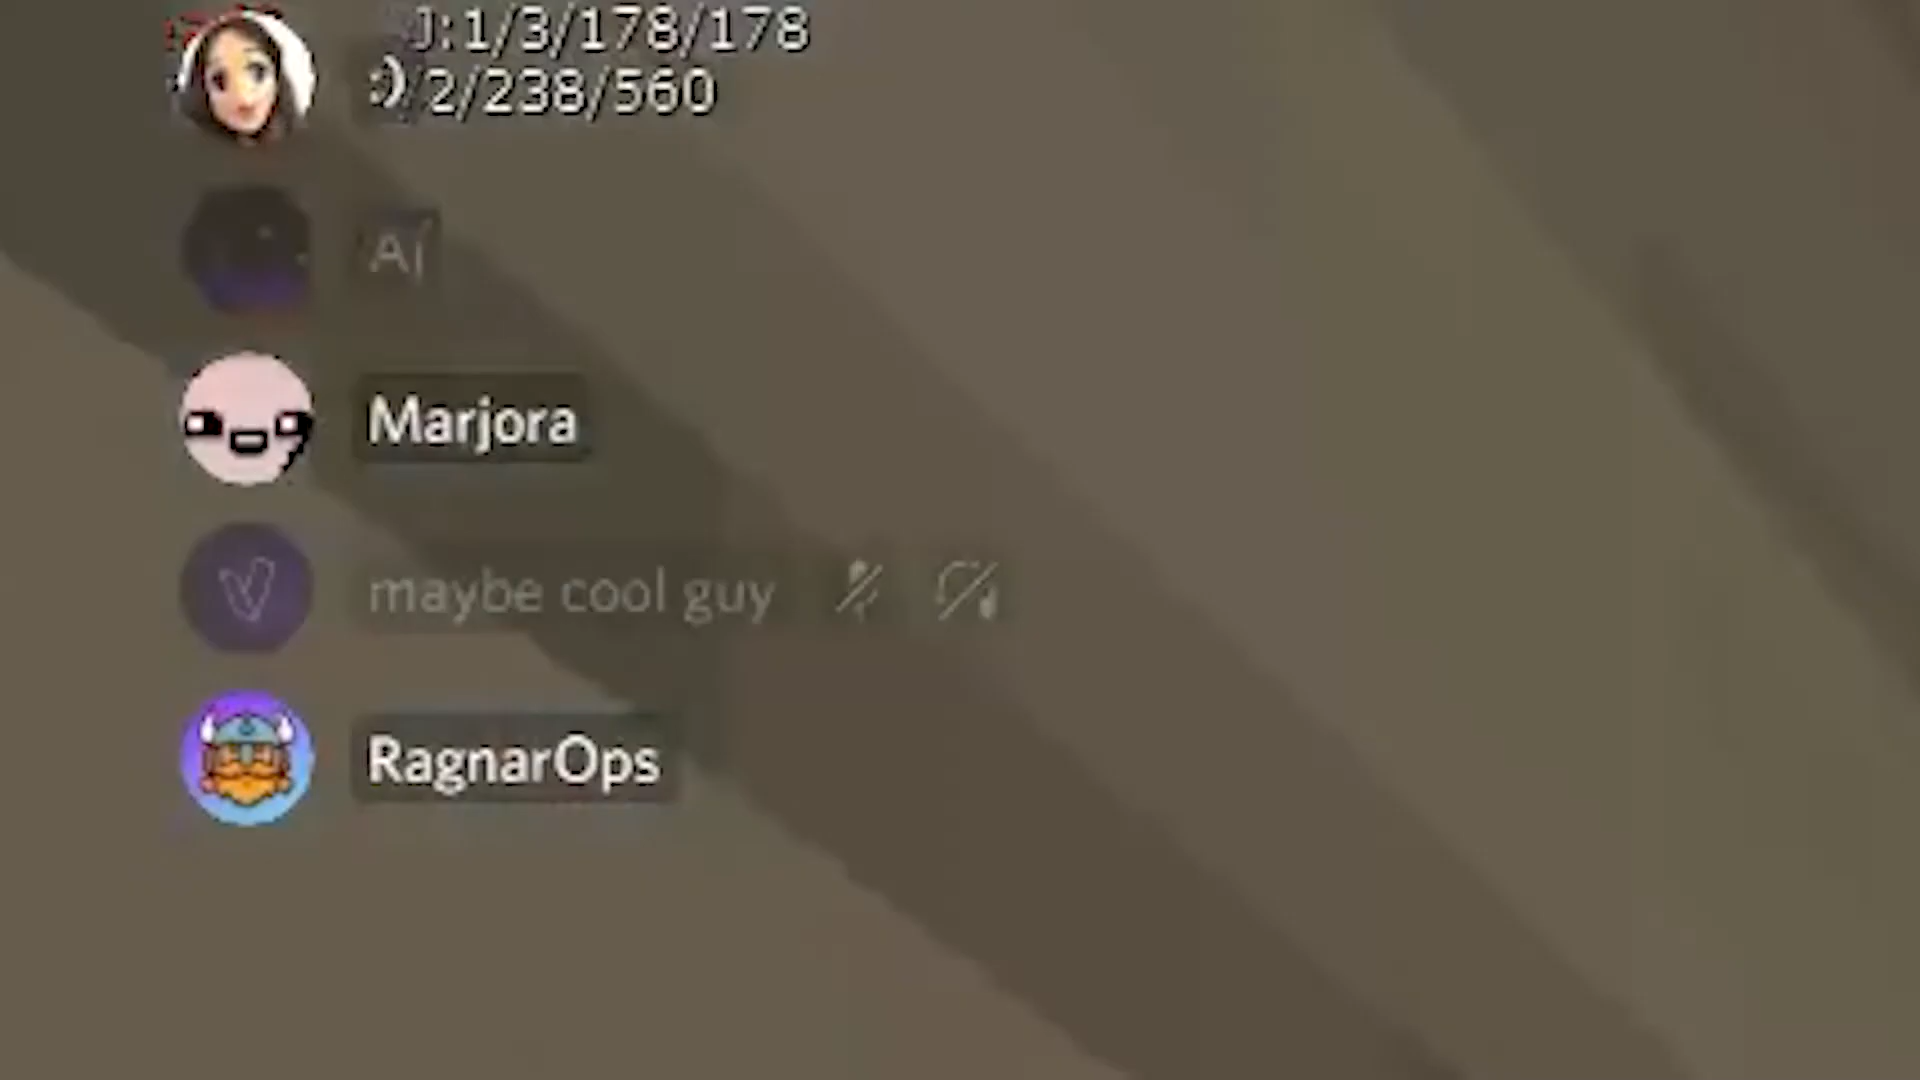 J:1/3/178/178
:)/2/238/560
Marjora
maybe cool guy
RagnarOps